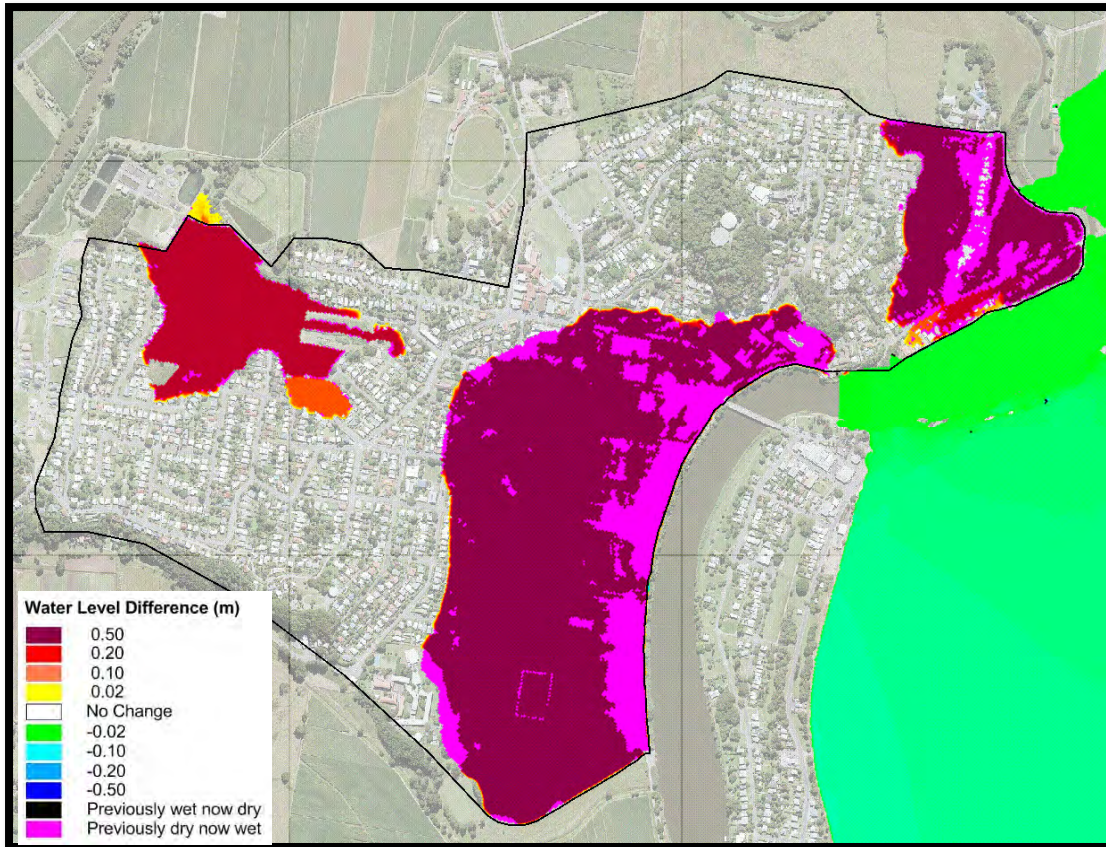 Water Level Difference (m)
0.50
0.20
0.10
0.02
No Change
-0.02
-0.10
-0.20
-0.50
Previously wet now dry
Previously dry now wet